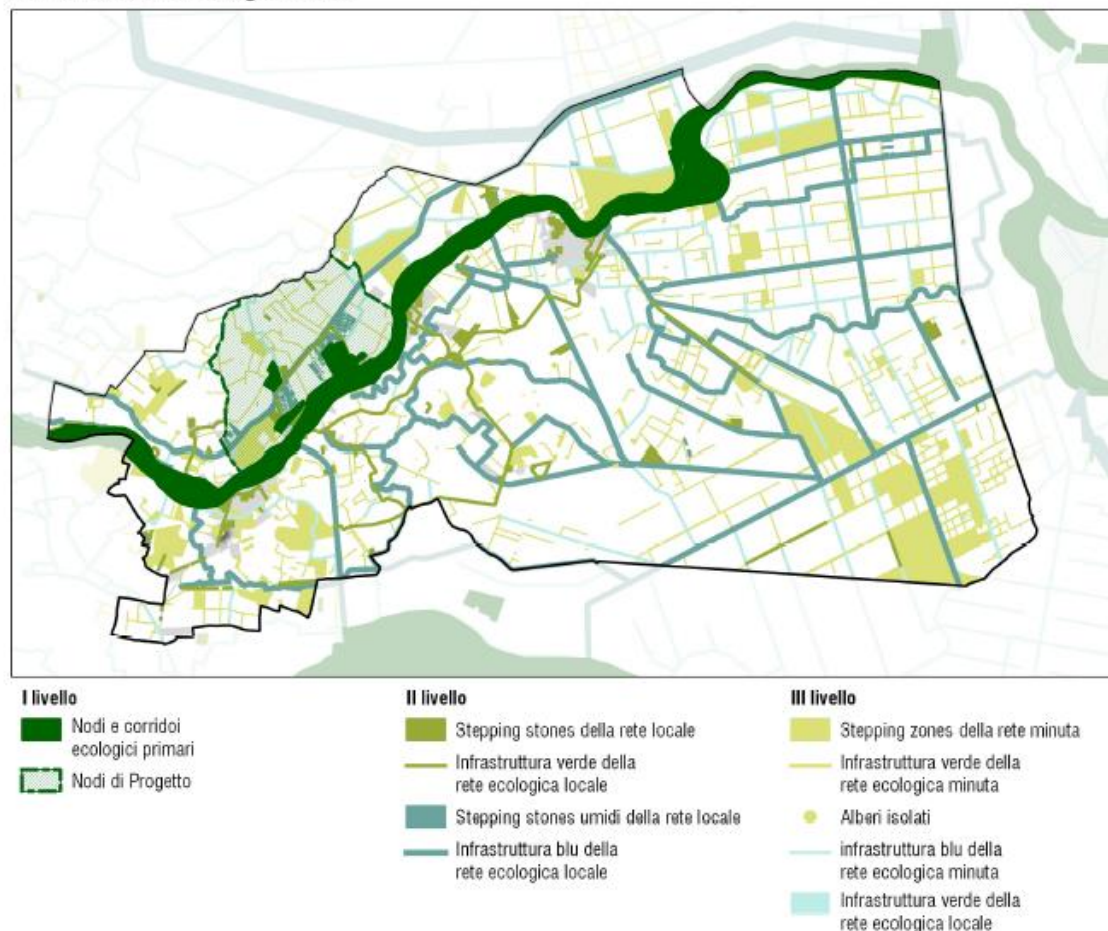 I livello
Nodi e corridoi
ecologici primari
Nodi di Progetto
II livello
Stepping stones della rete locale
Infrastruttura verde della
rete ecologica locale
Stepping stones umidi della rete locale
Infrastruttura blu della
rete ecologica locale
III livello
Stepping zones della rete minuta
Infrastruttura verde della
rete ecologica minuta
Alberi isolati
infrastruttura blu della
rete ecologica minuta
Infrastruttura verde della
rete ecologica locale